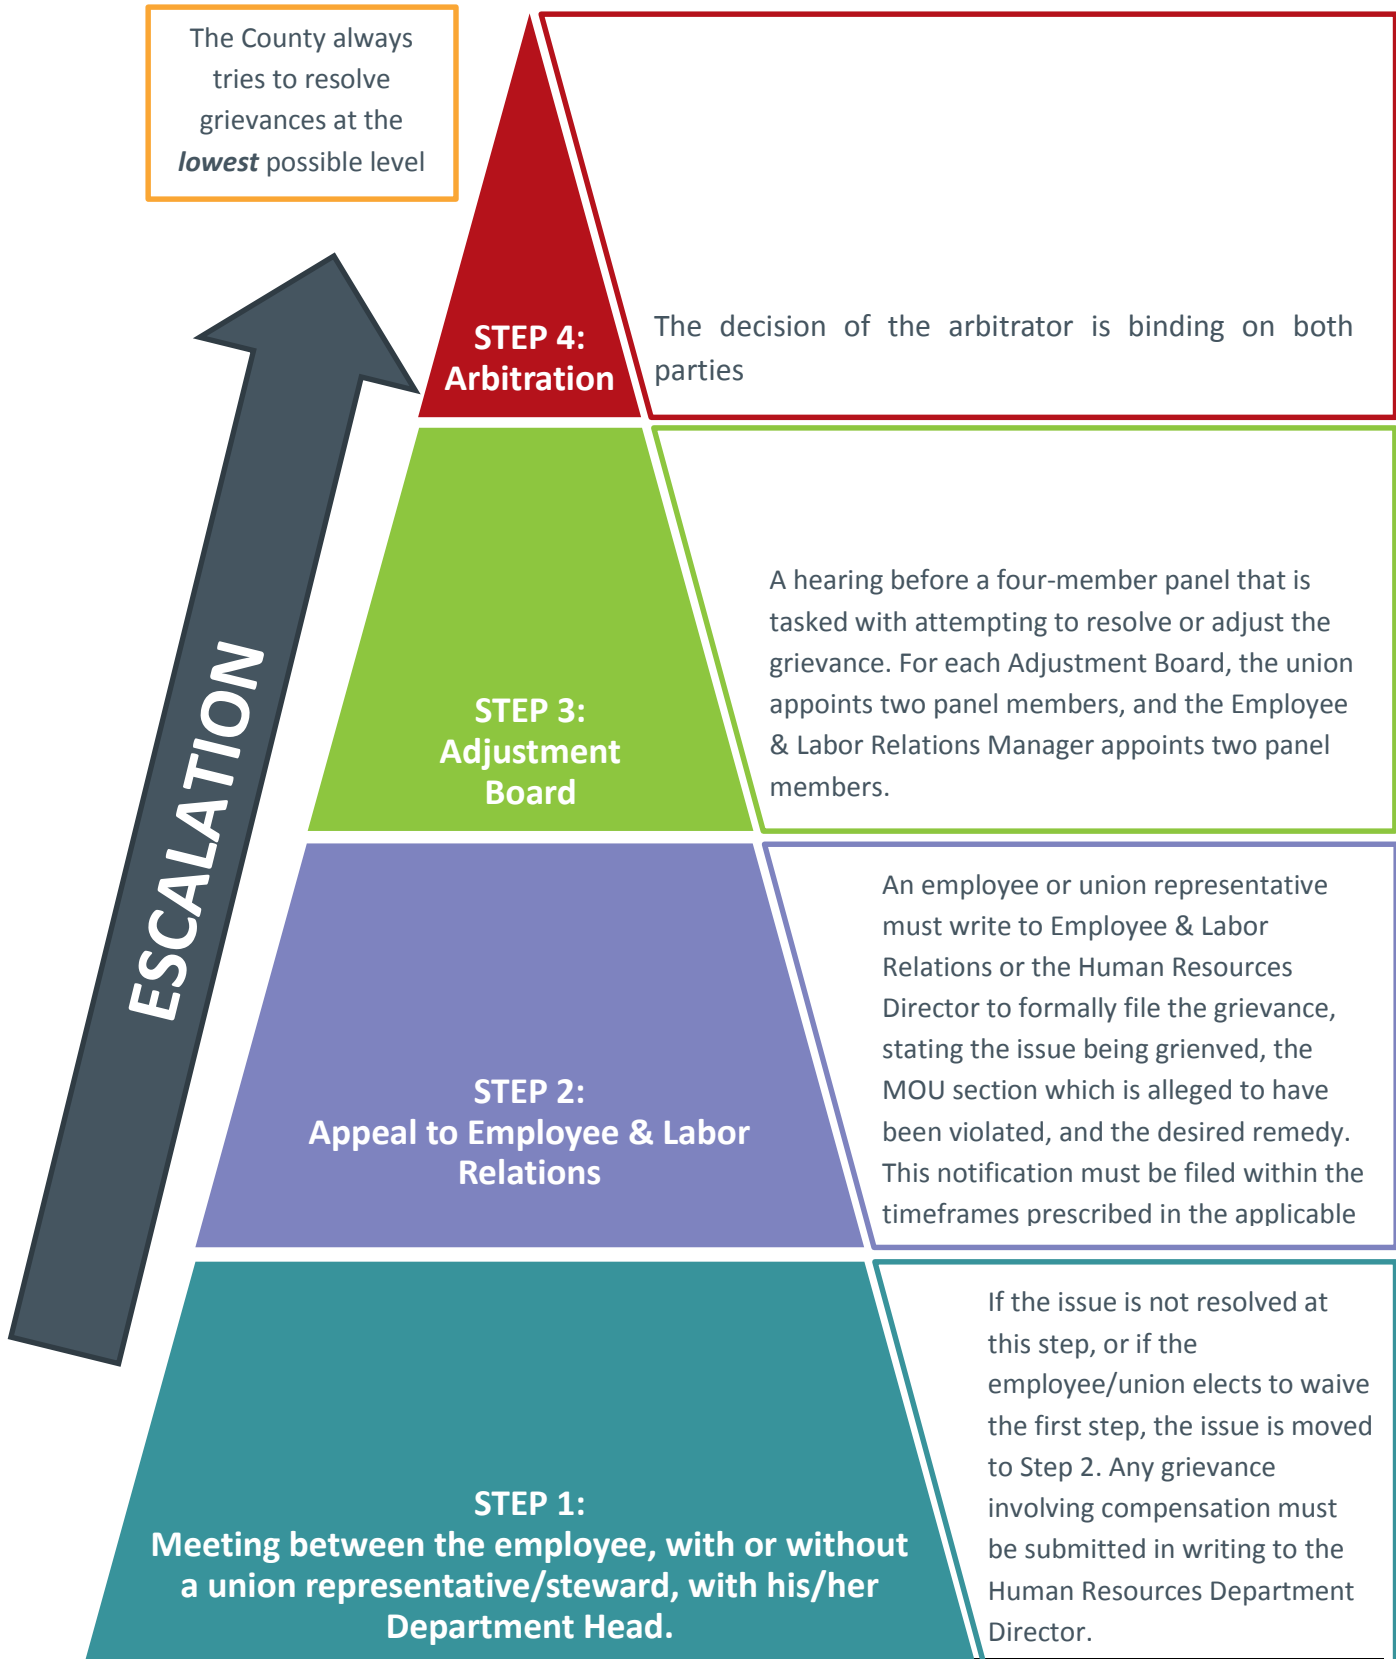 The County always
tries to resolve
grievances at the
lowest possible level
ESCALATION
STEP 4:
Arbitration
The decision of the arbitrator is binding on both
parties
STEP 3:
Adjustment
Board
A hearing before a four-member panel that is
tasked with attempting to resolve or adjust the
grievance. For each Adjustment Board, the union
appoints two panel members, and the Employee
& Labor Relations Manager appoints two panel
members.
STEP 2:
Appeal to Employee & Labor
Relations
An employee or union representative
must write to Employee & Labor
Relations or the Human Resources
Director to formally file the grievance,
stating the issue being grienved, the
MOU section which is alleged to have
been violated, and the desired remedy.
This notification must be filed within the
timeframes prescribed in the applicable
STEP 1:
Meeting between the employee, with or without
a union representative/steward, with his/her
Department Head.
If the issue is not resolved at
this step, or if the
employee/union elects to waive
the first step, the issue is moved
to Step 2. Any grievance
involving compensation must
be submitted in writing to the
Human Resources Department
Director.